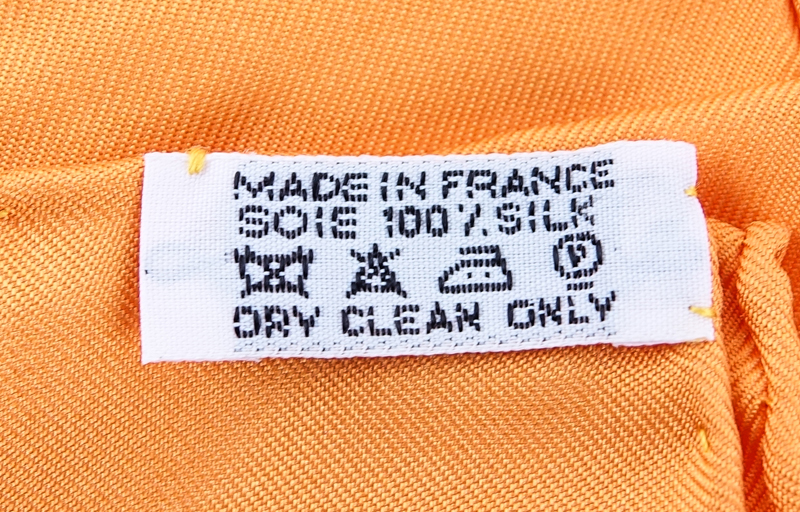 MADE IN FRANCE
SOIE 100% SILK
P
DRY CLEAN ONLY